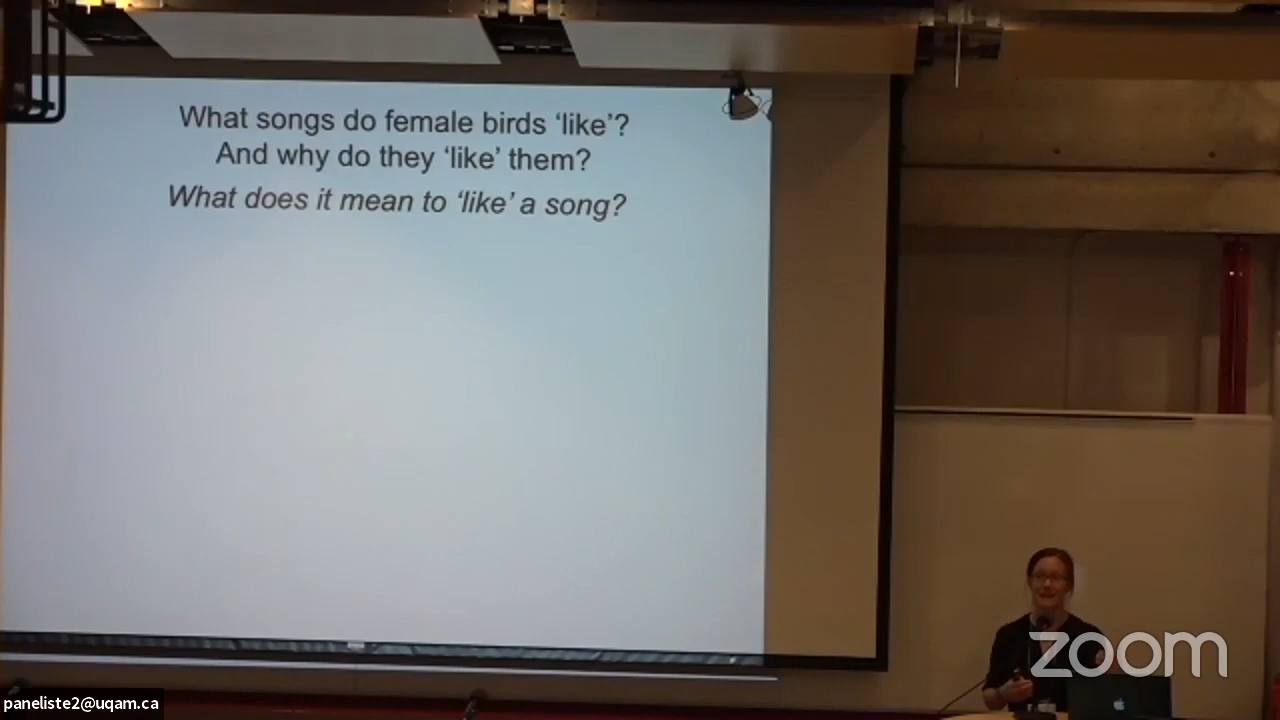 What songs do female birds ‘like’?
And why do they ‘like’ them?
What does it mean to ‘like’ a song?
zoom
paneliste2@uqam.ca